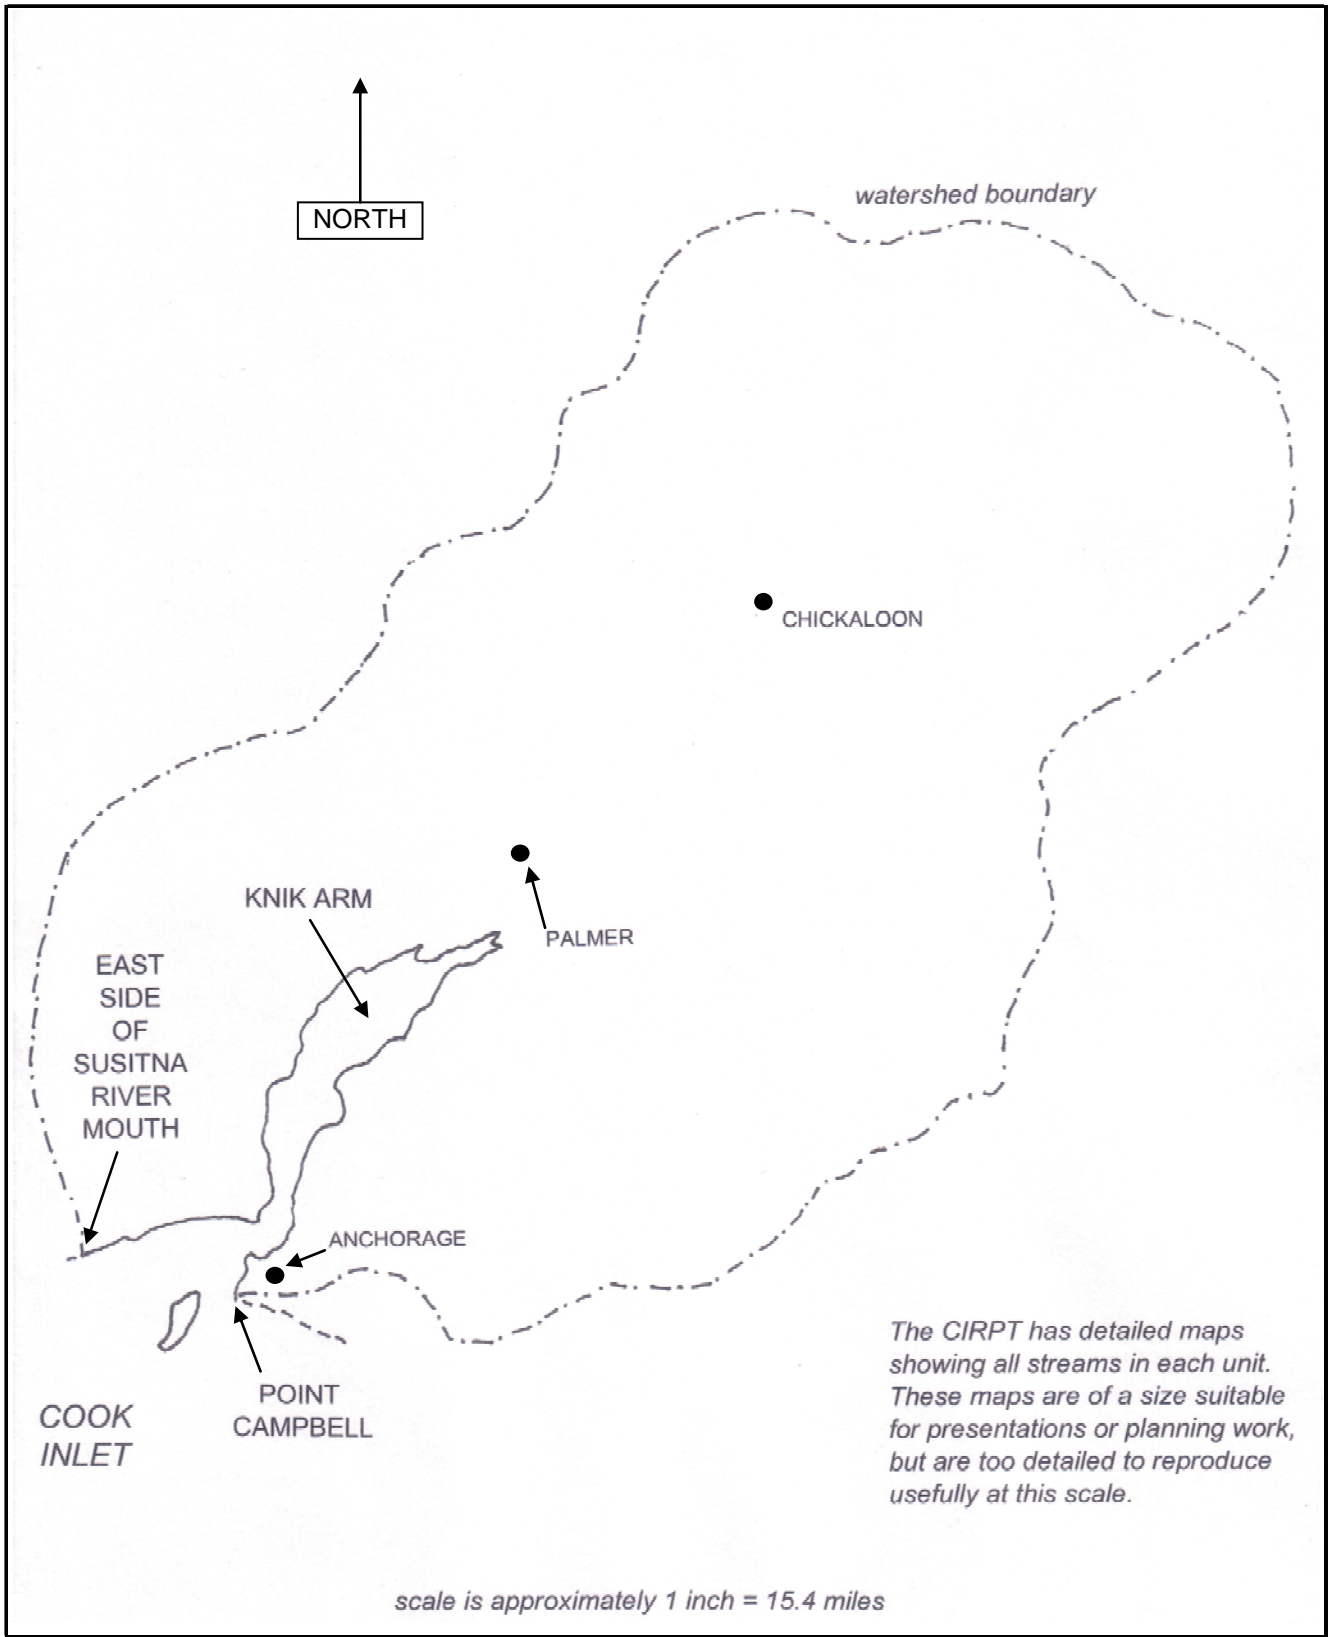 NORTH
watershed boundary
CHICKALOON
KNIK ARM
PALMER
EAST
SIDE
OF
SUSITNA
RIVER
MOUTH
ANCHORAGE
POINT
CAMPBELL
COOK
INLET
The CIRPT has detailed maps
showing all streams in each unit.
These maps are of a size suitable
for presentations or planning work,
but are too detailed to reproduce
usefully at this scale.
scale is approximately 1 inch = 15.4 miles